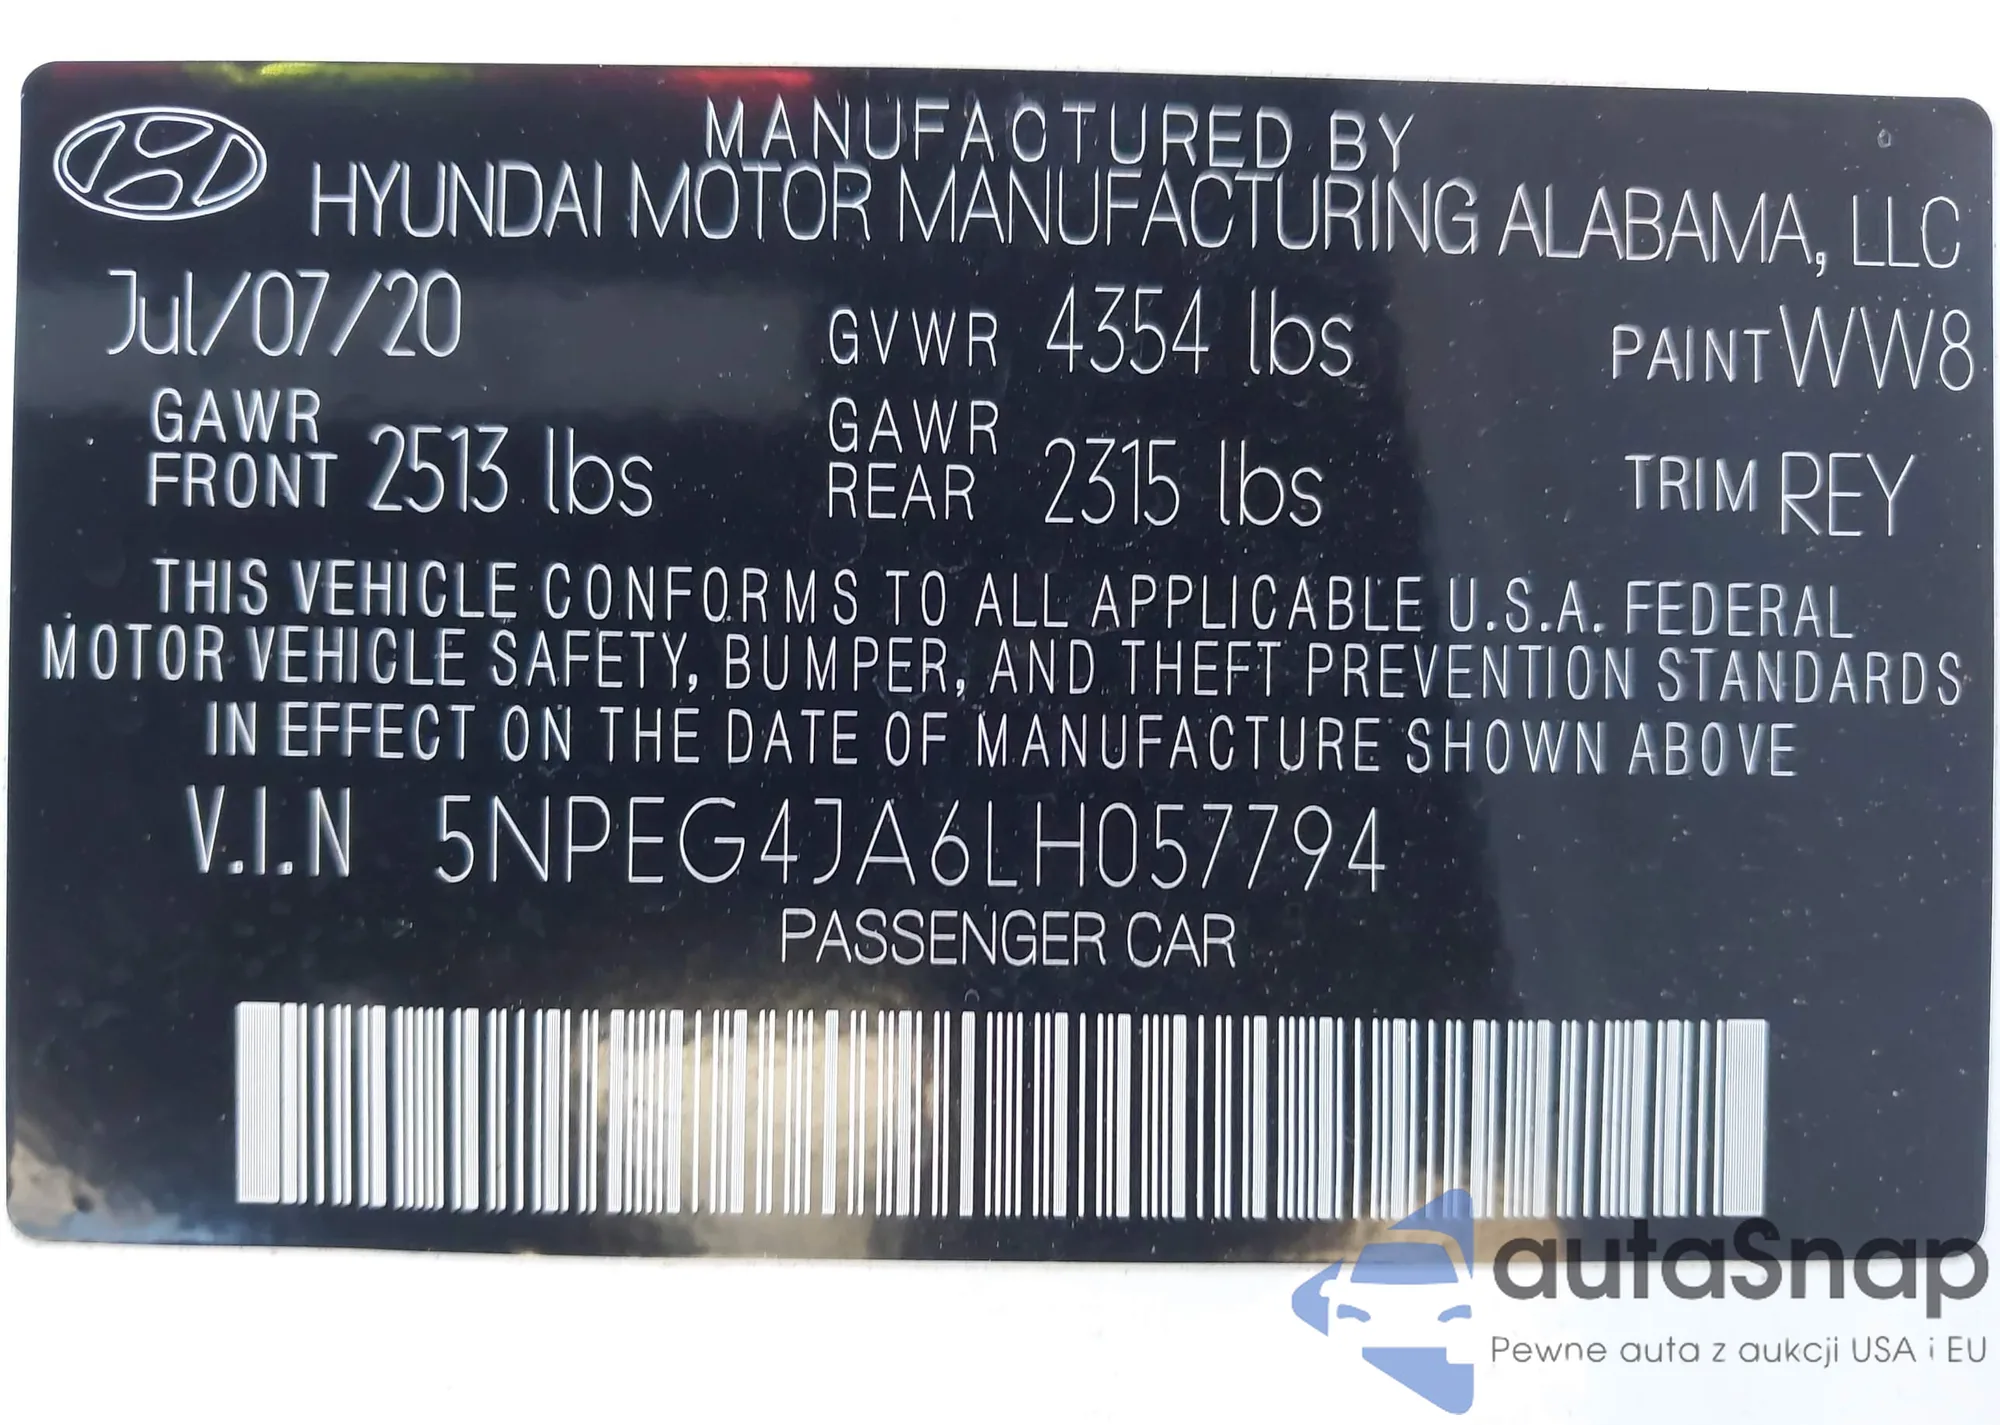 MANUFACTURED BY
HYUNDAI MOTOR MANUFACTURING ALABAMA, LLC
Jul/07/20 GVWR 4354 lbs PAINT WW8
GAWR FRONT 2513 lbs GAWR REAR 2315 lbs TRIM REY
THIS VEHICLE CONFORMS TO ALL APPLICABLE U.S.A. FEDERAL
MOTOR VEHICLE SAFETY, BUMPER, AND THEFT PREVENTION STANDARDS
IN EFFECT ON THE DATE OF MANUFACTURE SHOWN ABOVE
V.I.N 5NPEG4JA6LH057794
PASSENGER CAR
autaSnap
Pewne auta z aukcji USA i EU